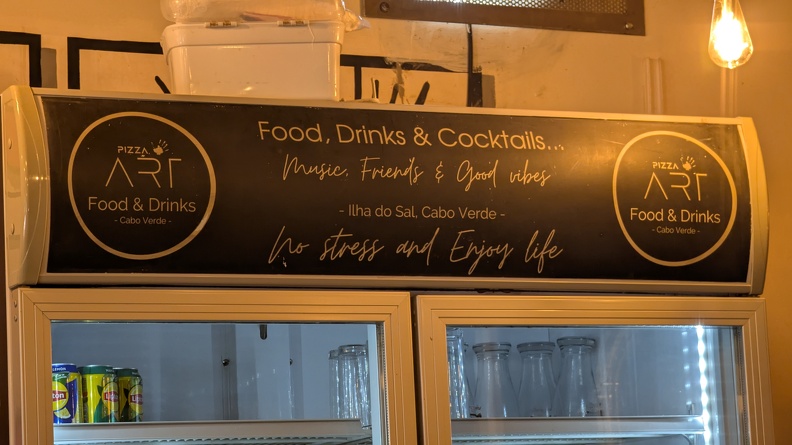 PIZZA
ART
Food & Drinks
- Cabo Verde -
Food, Drinks & Cocktails...
Music, Friends & Good vibes
- Ilha do Sal, Cabo Verde -
No stress and Enjoy life
PIZZA
ART
Food & Drinks
- Cabo Verde -
Lipton